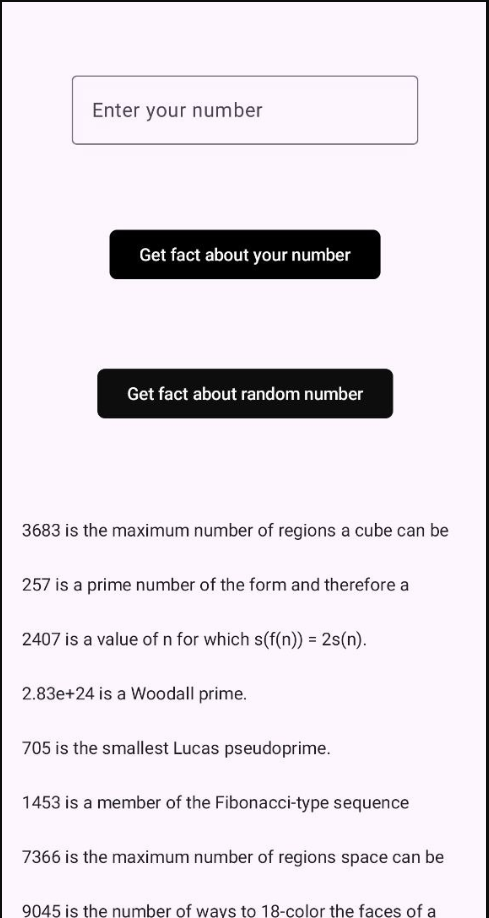 Enter your number
Get fact about your number
Get fact about random number
3683 is the maximum number of regions a cube can be
257 is a prime number of the form and therefore a
2407 is a value of n for which s(f(n)) = 2s(n).
2.83e+24 is a Woodall prime.
705 is the smallest Lucas pseudoprime.
1453 is a member of the Fibonacci-type sequence
7366 is the maximum number of regions space can be
9045 is the number of ways to 18-color the faces of a